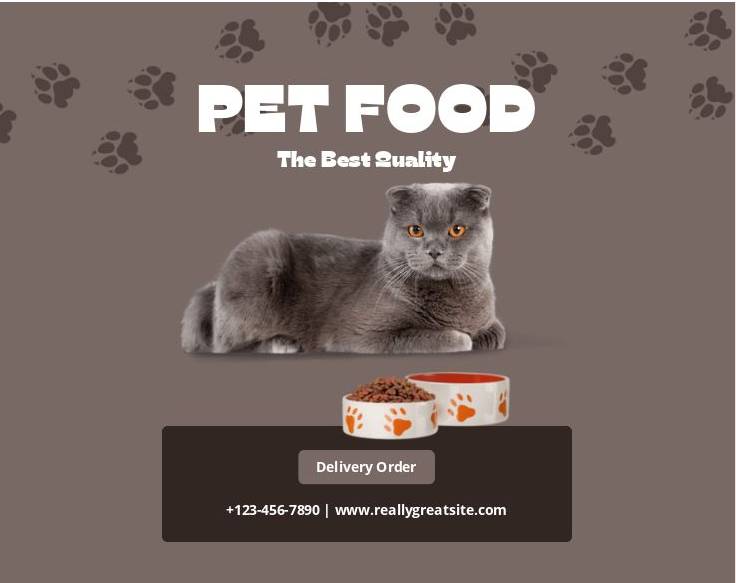 PET FOOD
The Best Quality
Delivery Order
+123-456-7890 | www.reallygreatsite.com